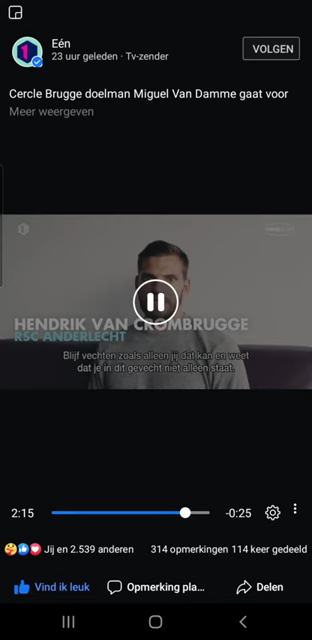 Eén
VOLGEN
23 uur geleden · Tv-zender
Cercle Brugge doelman Miguel Van Damme gaat voor
Meer weergeven
HENDRIK VAN CROMBRUGGE
RSC ANDERLECHT
Blijf vechten zoals alleen jij dat kan en weet
dat je in dit gevecht niet alleen staat.
2:15
-0:25
Jij en 2.539 anderen 314 opmerkingen 114 keer gedeeld
Vind ik leuk Opmerking pla... Delen